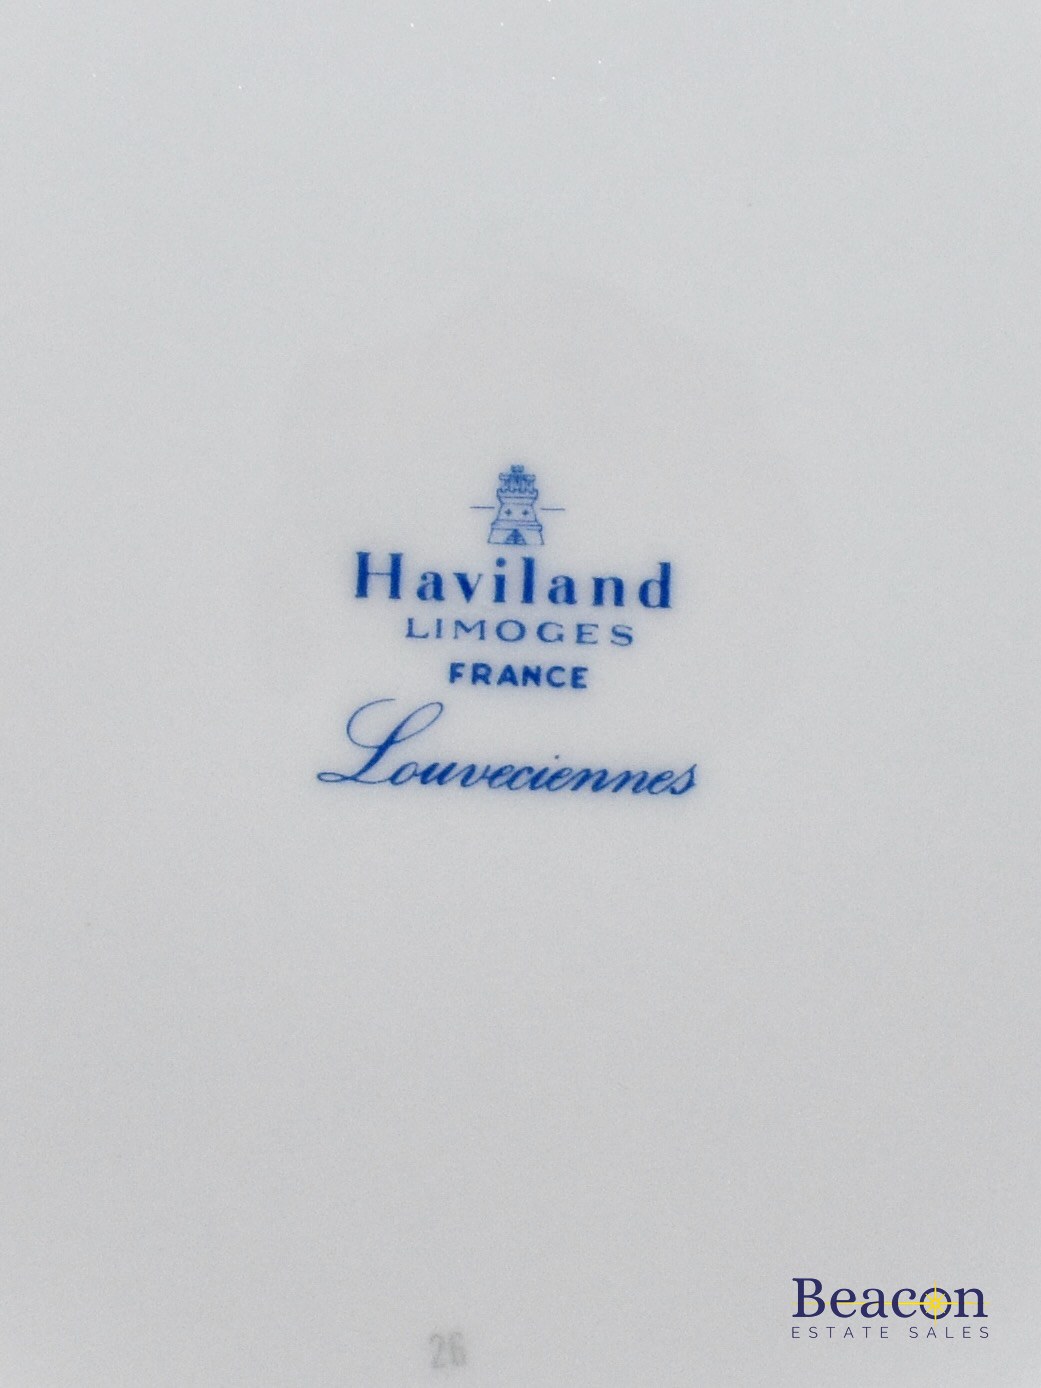 Haviland
LIMOGES
FRANCE
Louveciennes
26
Beacon
ESTATE SALES